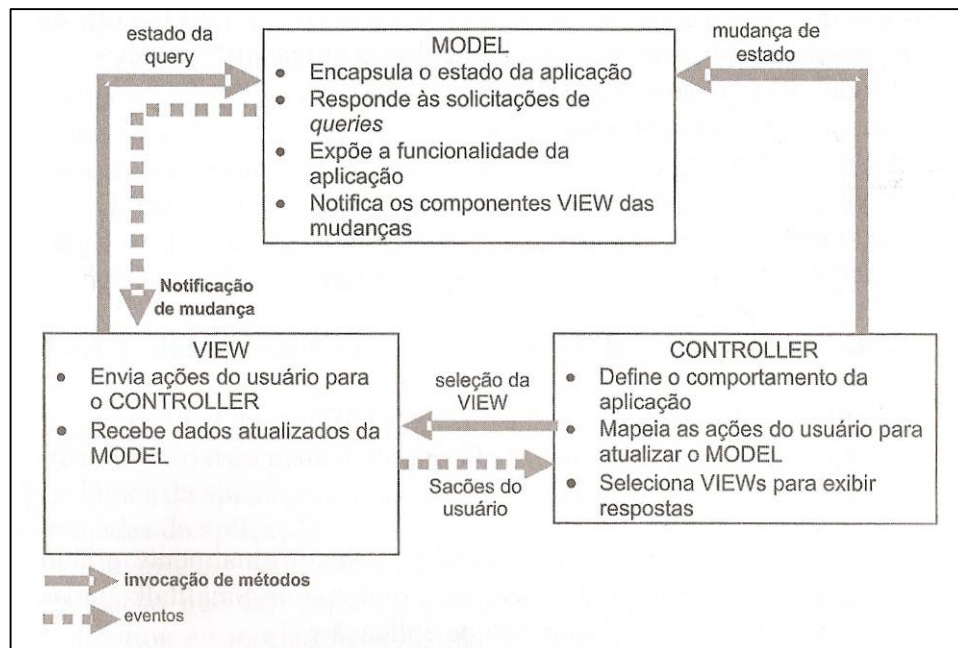 estado da
query
MODEL
• Encapsula o estado da aplicação
• Responde às solicitações de
queries
• Expõe a funcionalidade da
aplicação
• Notifica os componentes VIEW das
mudanças
mudança de
estado
Notificação
de mudança
VIEW
• Envia ações do usuário para
o CONTROLLER
• Recebe dados atualizados da
MODEL
seleção da
VIEW
Sacões do
usuário
CONTROLLER
• Define o comportamento da
aplicação
• Mapeia as ações do usuário para
atualizar o MODEL
• Seleciona VIEWs para exibir
respostas
invocação de métodos
eventos